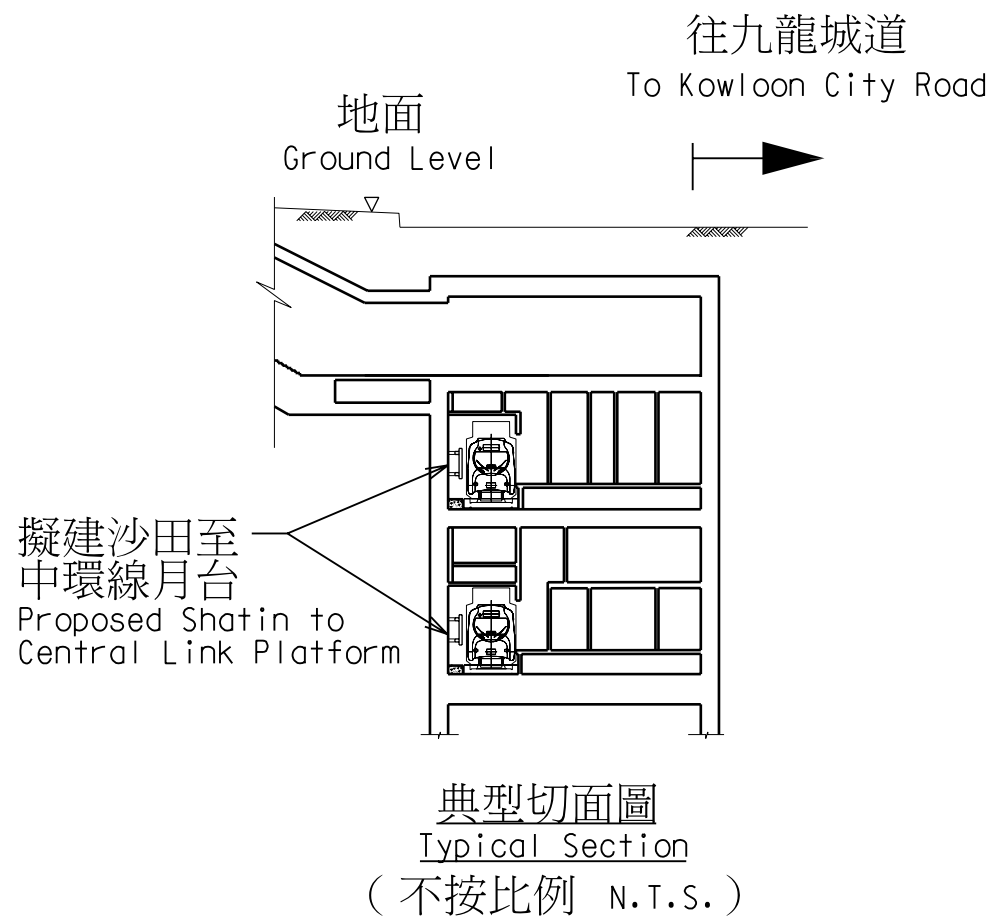 往九龍城道
To Kowloon City Road
地面
Ground Level
擬建沙田至
中環線月台
Proposed Shatin to
Central Link Platform
典型切面圖
Typical Section
( 不按比例 N.T.S. )